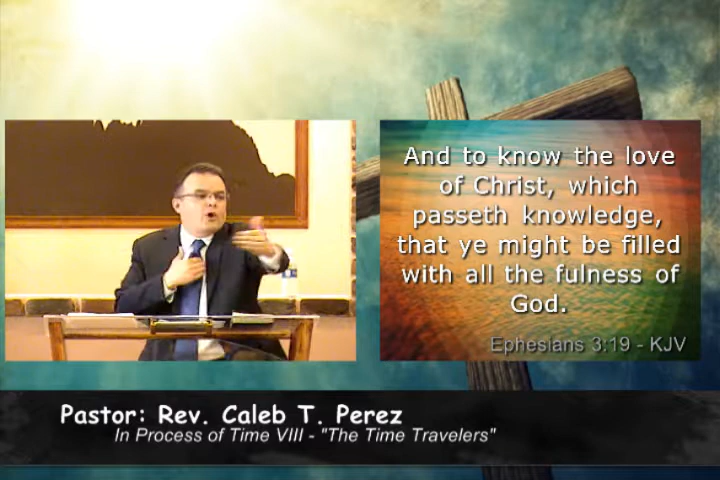 And to know the love
of Christ, which
passeth knowledge,
that ye might be filled
with all the fulness of
God.
Ephesians 3:19 - KJV
Pastor: Rev. Caleb T. Perez
In Process of Time VIII - "The Time Travelers"